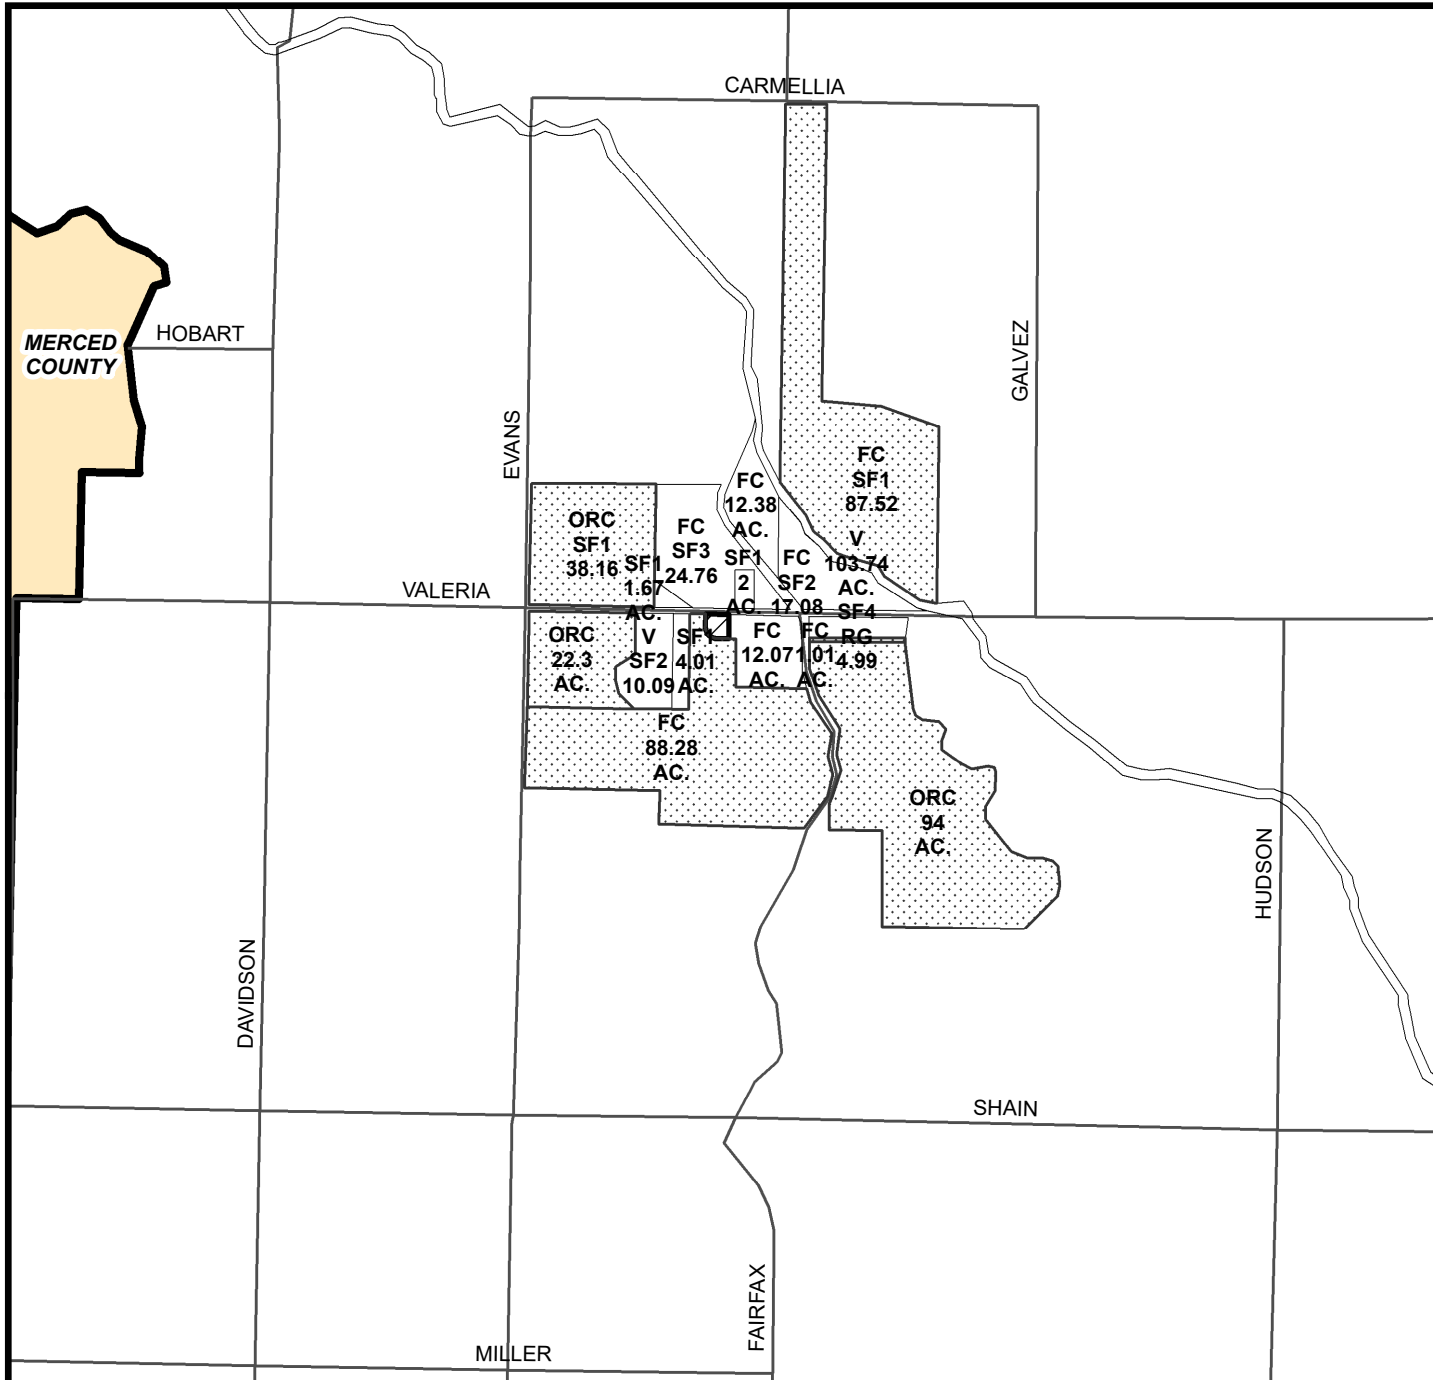 CARMELLIA
MERCED
COUNTY
HOBART
GALVEZ
EVANS
FC
SF1
87.52
FC
12.38
AC.
ORC
SF1
38.16
FC
SF3
24.76
V
103.74
AC.
SF1
1.67
AC.
SF1
2
AC.
FC
SF2
17.08
SF4
RG
4.99
VALERIA
ORC
22.3
AC.
V
SF2
10.09
SF1
4.01
AC.
FC
12.07
AC.
FC
1.01
AC.
FC
88.28
AC.
ORC
94
AC.
HUDSON
DAVIDSON
SHAIN
FAIRFAX
MILLER